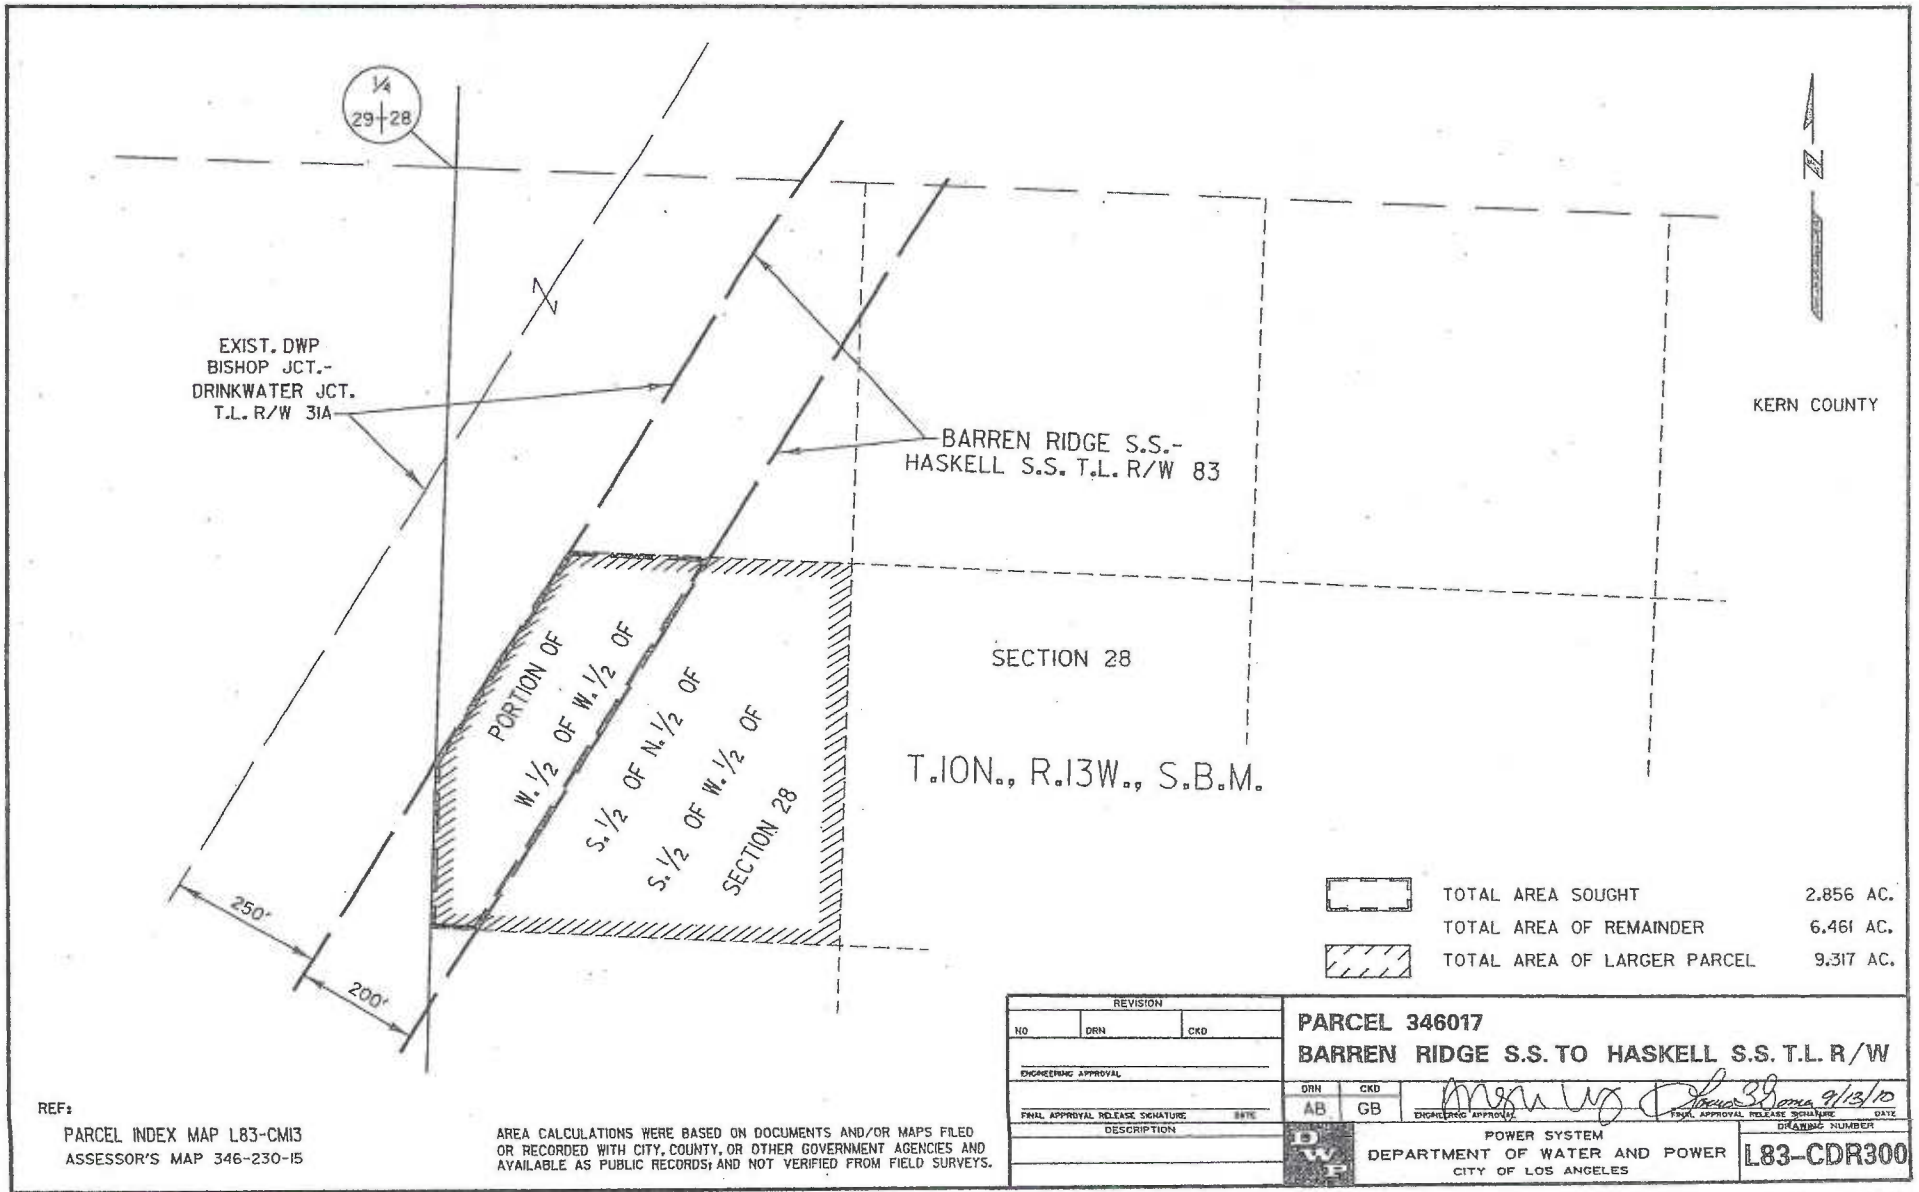 1/4
29 28
N
EXIST. DWP
BISHOP JCT.-
DRINKWATER JCT.
T.L. R/W 31A
KERN COUNTY
BARREN RIDGE S.S.-
HASKELL S.S. T.L. R/W 83
PORTION OF
W. 1/2 OF W. 1/2 OF
S. 1/2 OF N. 1/2 OF
S. 1/2 OF W. 1/2 OF
SECTION 28
SECTION 28
T.10N., R.13W., S.B.M.
250'
200'
TOTAL AREA SOUGHT 2.856 AC.
TOTAL AREA OF REMAINDER 6.461 AC.
TOTAL AREA OF LARGER PARCEL 9.317 AC.
REVISION
NO DRN CKD
ENGINEERING APPROVAL
FINAL APPROVAL RELEASE SIGNATURE DATE
DESCRIPTION
PARCEL 346017
BARREN RIDGE S.S. TO HASKELL S.S. T.L. R/W
DRN CKD
AB GB
ENGINEERING APPROVAL
9/13/10
FINAL APPROVAL RELEASE SIGNATURE DATE
DWP
POWER SYSTEM
DEPARTMENT OF WATER AND POWER
CITY OF LOS ANGELES
DRAWING NUMBER
L83-CDR300
REF:
PARCEL INDEX MAP L83-CM13
ASSESSOR'S MAP 346-230-15
AREA CALCULATIONS WERE BASED ON DOCUMENTS AND/OR MAPS FILED
OR RECORDED WITH CITY, COUNTY, OR OTHER GOVERNMENT AGENCIES AND
AVAILABLE AS PUBLIC RECORDS; AND NOT VERIFIED FROM FIELD SURVEYS.